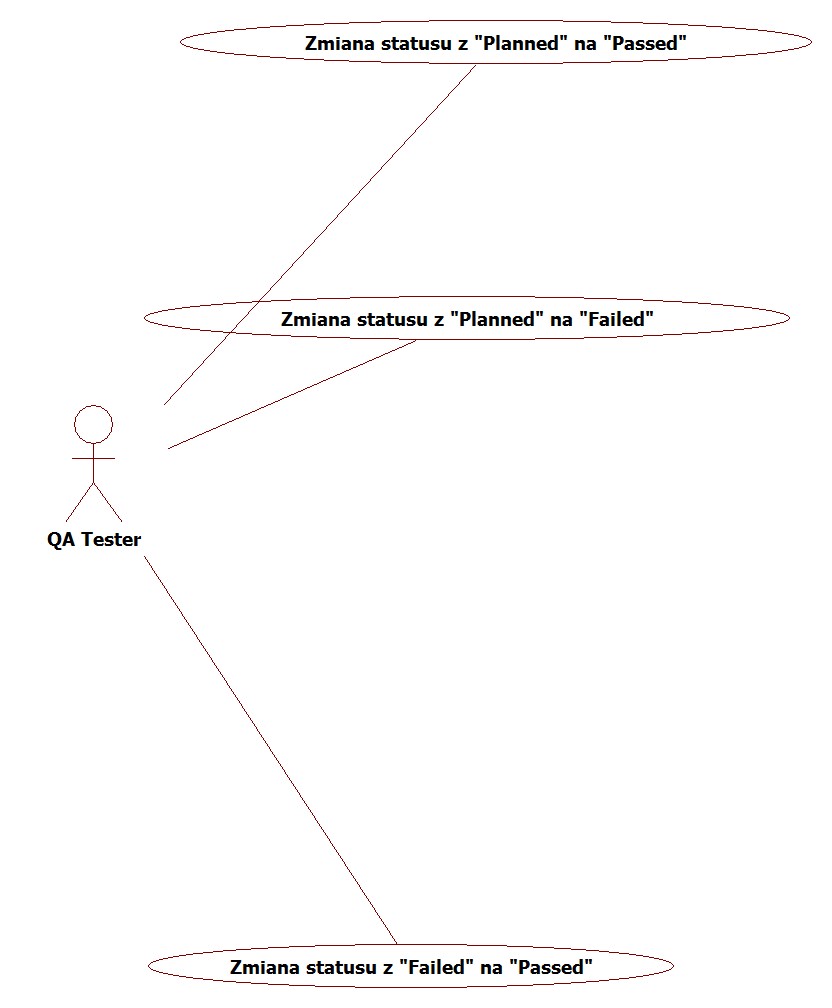 Zmiana statusu z "Planned" na "Passed"
Zmiana statusu z "Planned" na "Failed"
QA Tester
Zmiana statusu z "Failed" na "Passed"